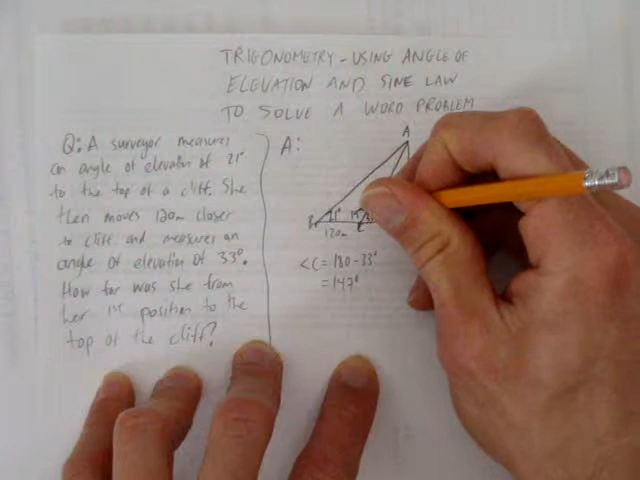 TRIGONOMETRY - USING ANGLE OF
ELEVATION AND SINE LAW
TO SOLVE A WORD PROBLEM
Q: A surveyor measures
an angle of elevation of 21°
to the top of a cliff. She
then moves 120m closer
to cliff and measures an
angle of elevation of 33°.
How far was she from
her 1st position to the
top of the cliff?
A:
A
B 21°
C
120m
<C = 180 - 33°
= 147°